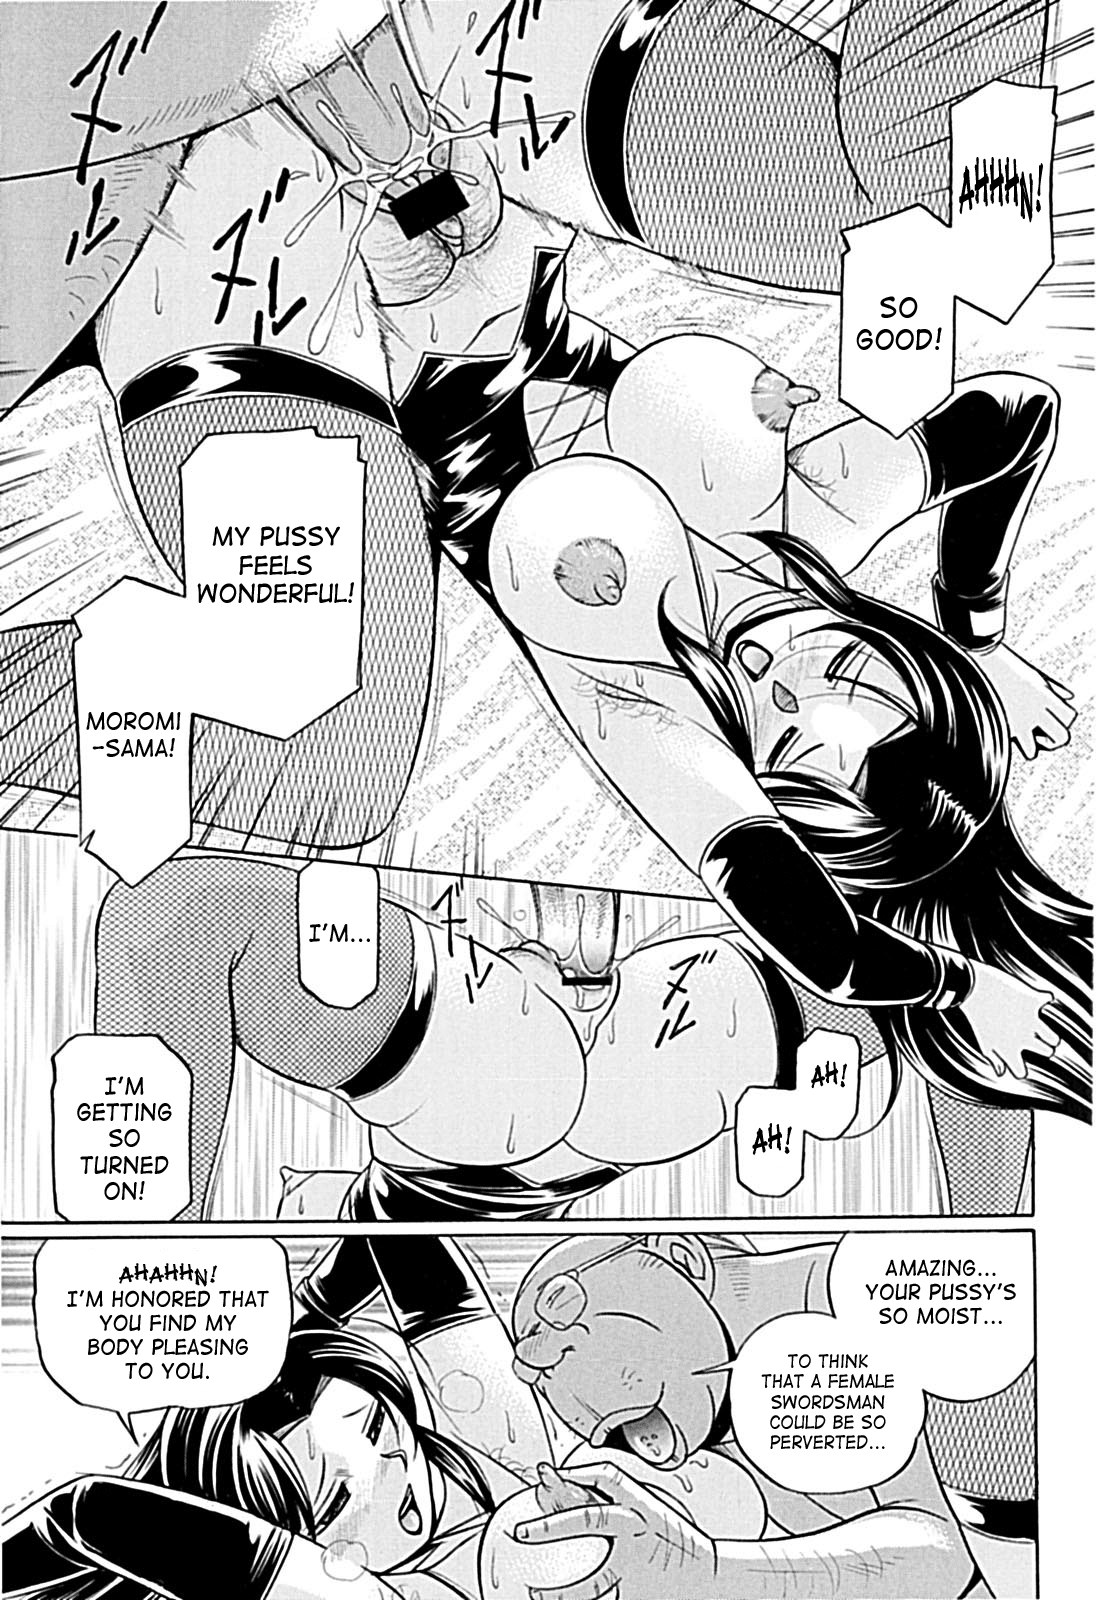 AHHHN!
SO
GOOD!
MY PUSSY
FEELS
WONDERFUL!
MOROMI
-SAMA!
I'M...
I'M
GETTING
SO
TURNED
ON!
AH!
AH!
AMAZING...
YOUR PUSSY'S
SO MOIST...
TO THINK
THAT A FEMALE
SWORDSMAN
COULD BE SO
PERVERTED...
AHAHHN!
I'M HONORED THAT
YOU FIND MY
BODY PLEASING
TO YOU.